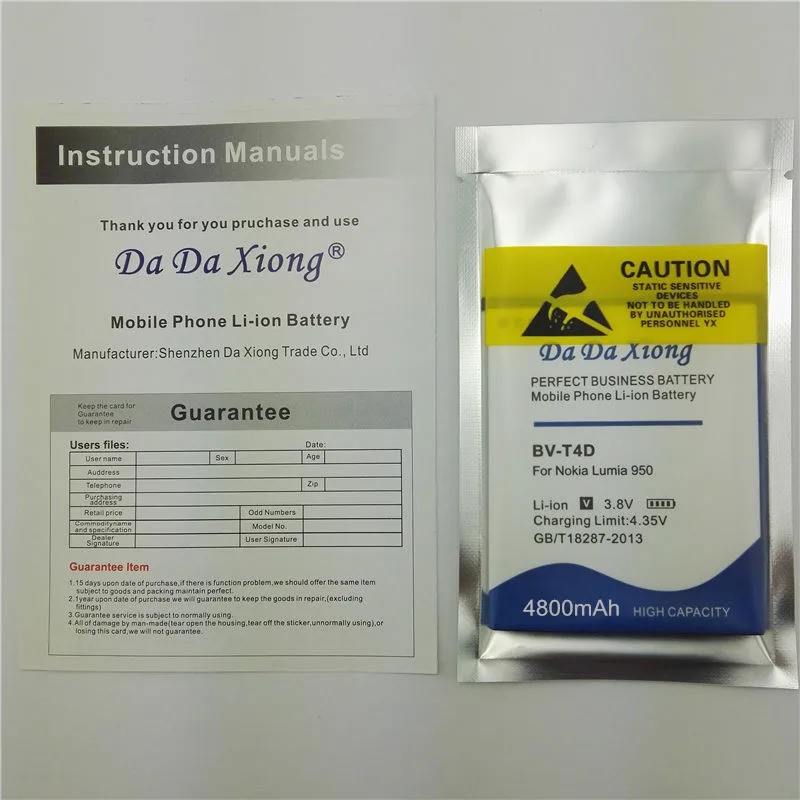 Instruction Manuals
Thank you for you pruchase and use
Da Da Xiong®
Mobile Phone Li-ion Battery
Manufacturer:Shenzhen Da Xiong Trade Co., Ltd
Keep the card for
Guarantee
to keep in repair
Guarantee
Users files:
Date:
User name
Sex
Age
Auddress
Telephone
Zip
Purchasing
address
Retail price
Odd Numbers
Commodityname
and specification
Model No.
Dealer
Signature
User Signature
Guarantee Item
1.15 days upon date of purchase,if there is function problem,we should offer the same item
subject to goods and packing maintain perfect.
2.1year upon date of purchase we will guarantee to keep the goods in repair,(excluding
fittings)
3.Guarantee service is subject to normally using.
4.All of damage by man-made(tear open the housing,tear off the sticker,unnormally using),or
losing this card,we will not guarantee.
CAUTION
STATIC SENSITIVE
DEVICES
NOT TO BE HANDLED
BY UNAUTHORISED
PERSONNEL YX
Da Da Xiong
PERFECT BUSINESS BATTERY
Mobile Phone Li-ion Battery
BV-T4D
For Nokia Lumia 950
Li-ion V 3.8V
Charging Limit:4.35V
GB/T18287-2013
4800mAh HIGH CAPACITY